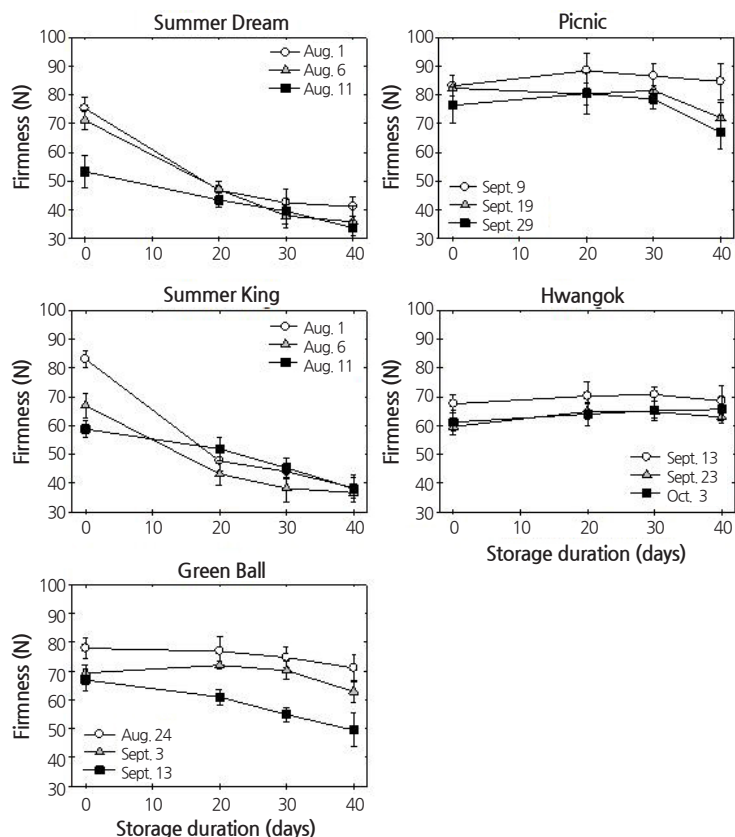 Summer Dream
Firmness (N)
100
90
80
70
60
50
40
30
0
10
20
30
40
Aug. 1
Aug. 6
Aug. 11
Picnic
Firmness (N)
100
90
80
70
60
50
40
30
0
10
20
30
40
Sept. 9
Sept. 19
Sept. 29
Summer King
Firmness (N)
100
90
80
70
60
50
40
30
0
10
20
30
40
Aug. 1
Aug. 6
Aug. 11
Hwangok
Firmness (N)
100
90
80
70
60
50
40
30
0
10
20
30
40
Sept. 13
Sept. 23
Oct. 3
Storage duration (days)
Green Ball
Firmness (N)
100
90
80
70
60
50
40
30
0
10
20
30
40
Aug. 24
Sept. 3
Sept. 13
Storage duration (days)